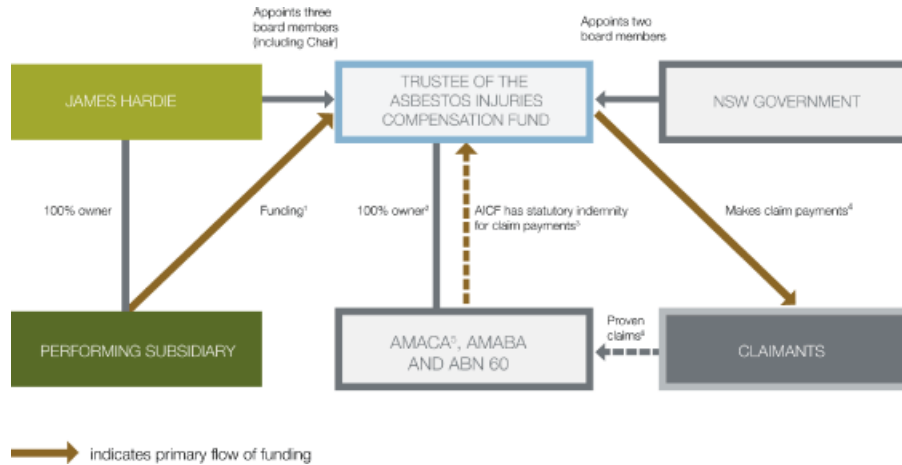 Appoints three
board members
(including Chair)
Appoints two
board members
JAMES HARDIE
TRUSTEE OF THE
ASBESTOS INJURIES
COMPENSATION FUND
NSW GOVERNMENT
100% owner
Funding¹
100% owner²
AICF has statutory indemnity
for claim payments⁵
Makes claim payments⁴
PERFORMING SUBSIDIARY
AMACA³, AMABA
AND ABN 60
Proven
claims⁶
CLAIMANTS
indicates primary flow of funding